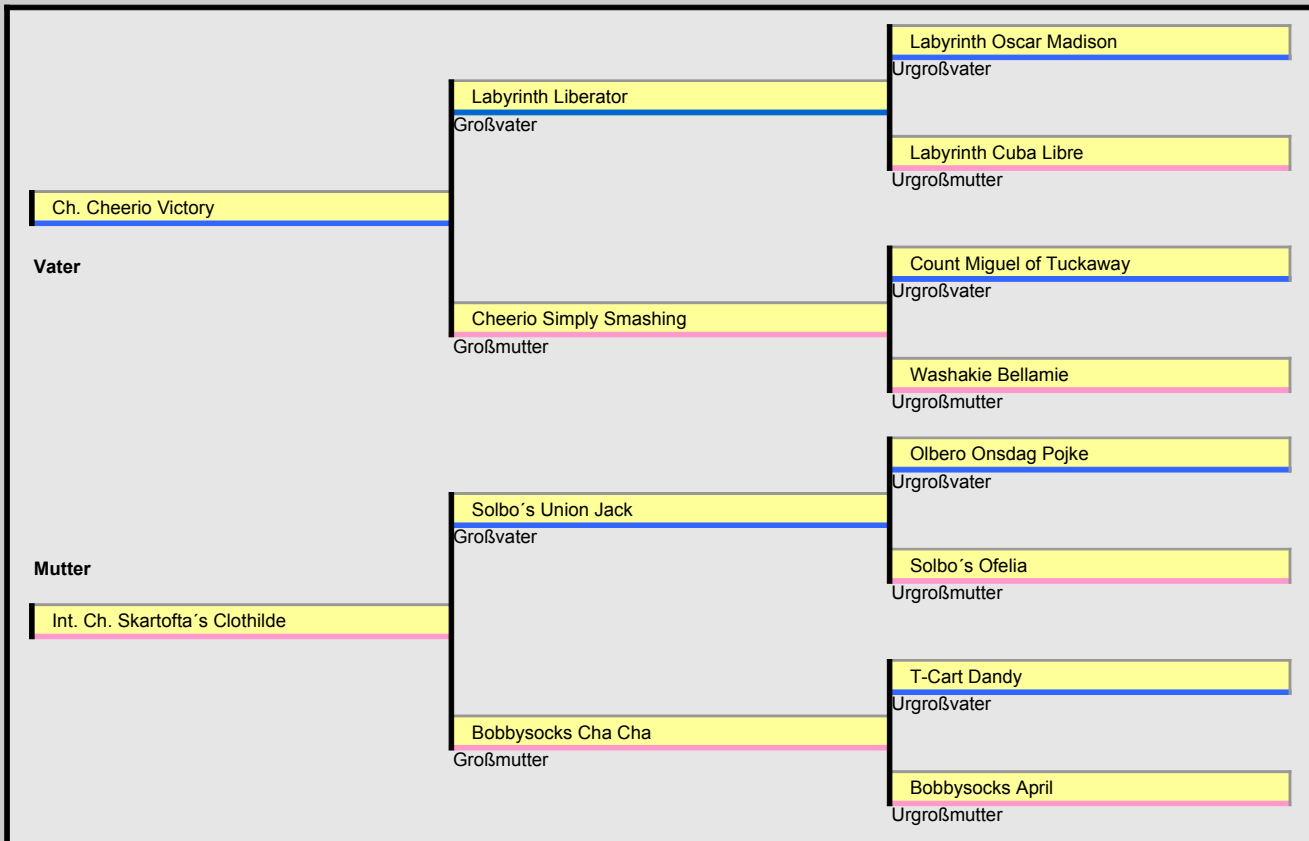 Labyrinth Oscar Madison
Urgroßvater
Labyrinth Liberator
Großvater
Labyrinth Cuba Libre
Urgroßmutter
Ch. Cheerio Victory
Vater
Count Miguel of Tuckaway
Urgroßvater
Cheerio Simply Smashing
Großmutter
Washakie Bellamie
Urgroßmutter
Olbero Onsdag Pojke
Urgroßvater
Solbo´s Union Jack
Großvater
Solbo´s Ofelia
Urgroßmutter
Mutter
Int. Ch. Skartofta´s Clothilde
T-Cart Dandy
Urgroßvater
Bobbysocks Cha Cha
Großmutter
Bobbysocks April
Urgroßmutter